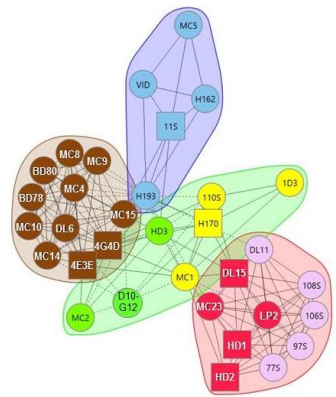 MC5
VID
H162
11S
MC8
MC9
BD80
MC4
BD78
H193
110S
1D3
MC15
MC10
DL6
HD3
H170
4G4D
DL11
MC14
4E3E
DL15
MC1
108S
D10-
G12
MC23
LP2
106S
MC2
HD1
97S
77S
HD2